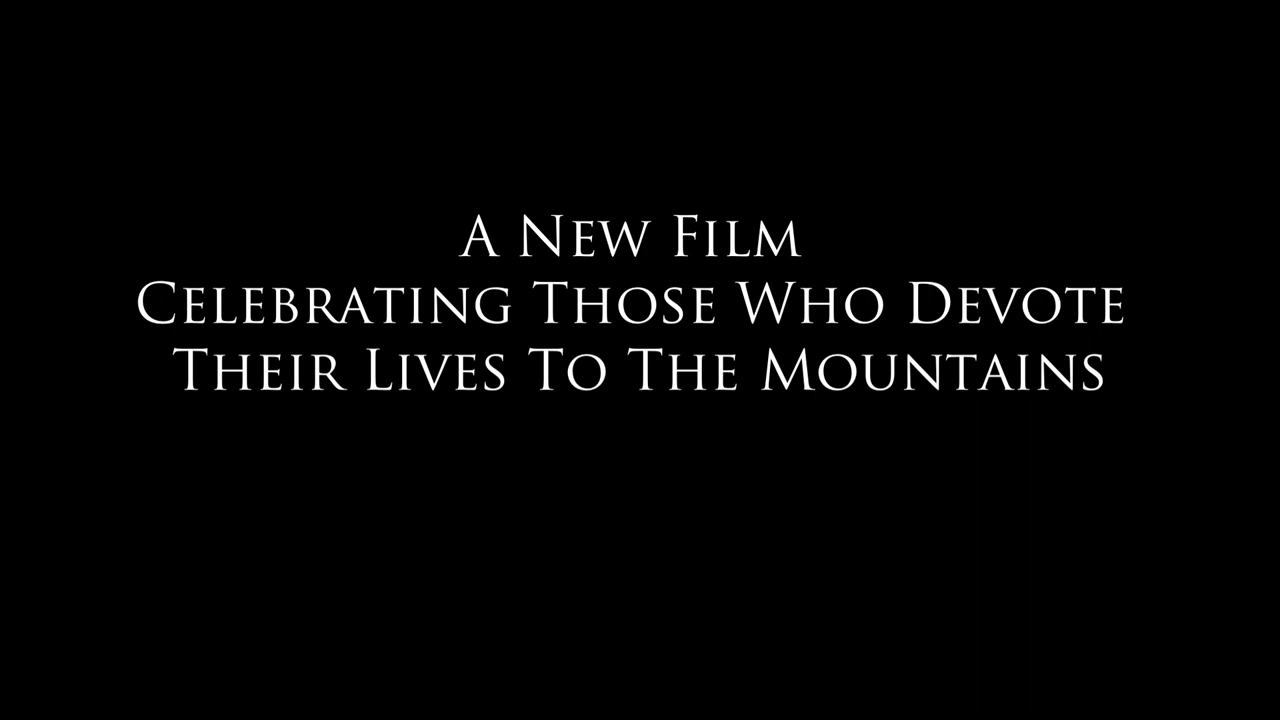 A New Film
Celebrating Those Who Devote
Their Lives To The Mountains